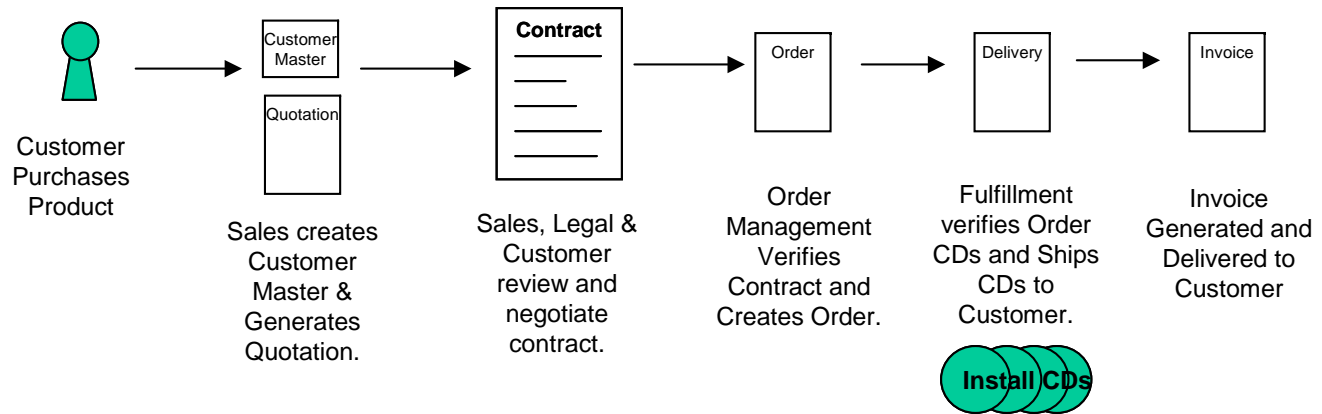 Customer
Master
Quotation
Contract
Order
Delivery
Invoice
Customer
Purchases
Product
Sales creates
Customer
Master &
Generates
Quotation.
Sales, Legal &
Customer
review and
negotiate
contract.
Order
Management
Verifies
Contract and
Creates Order.
Fulfillment
verifies Order
CDs and Ships
CDs to
Customer.
Invoice
Generated and
Delivered to
Customer
Install CDs